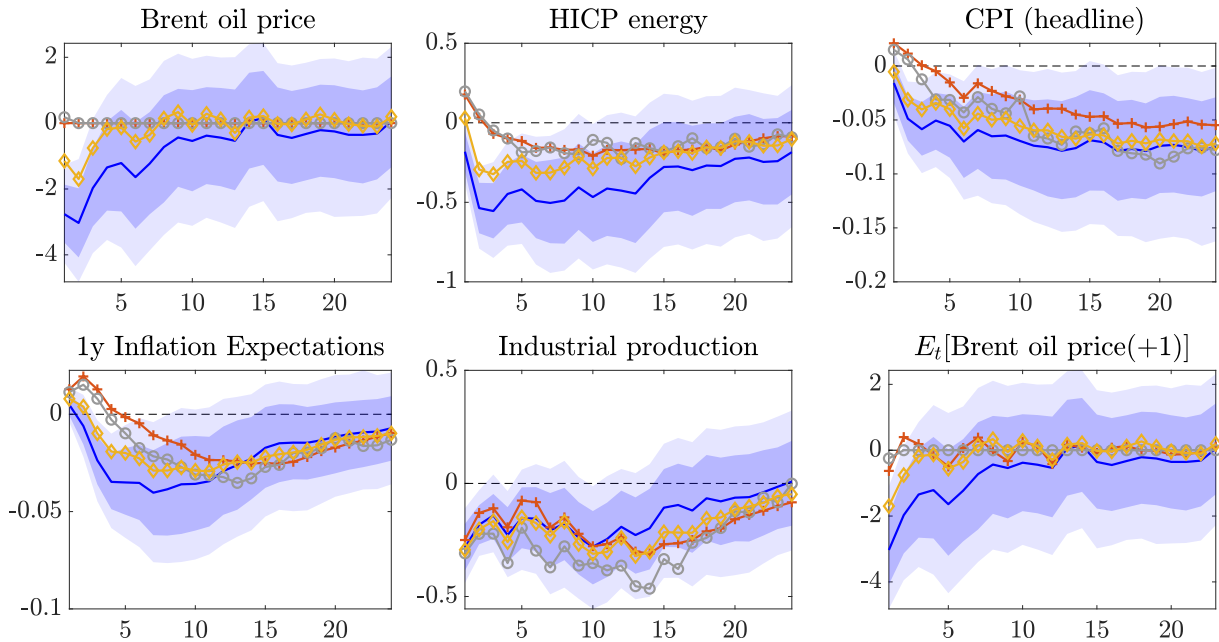 Brent oil price HICP energy CPI (headline)
2 0.5 0
0 0 -0.05
-2 -0.5 -0.1
-4 -0.15
-1 -0.2
5 10 15 20 5 10 15 20 5 10 15 20
1y Inflation Expectations Industrial production E_t[Brent oil price(+1)]
0 0.5 2
-0.05 0 0
-0.1 -0.5 -2
-4
5 10 15 20 5 10 15 20 5 10 15 20